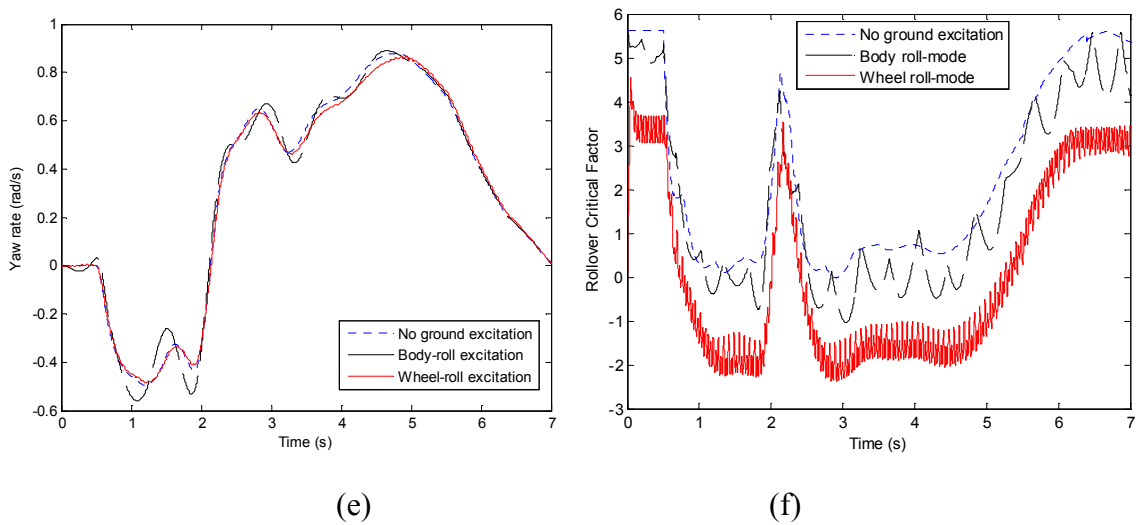 1
0.8
0.6
0.4
0.2
0
-0.2
-0.4
-0.6
Yaw rate (rad/s)
No ground excitation
Body-roll excitation
Wheel-roll excitation
0 1 2 3 4 5 6 7
Time (s)
(e)
6
5
4
3
2
1
0
-1
-2
-3
Rollover Critical Factor
No ground excitation
Body roll-mode
Wheel roll-mode
0 1 2 3 4 5 6 7
Time (s)
(f)